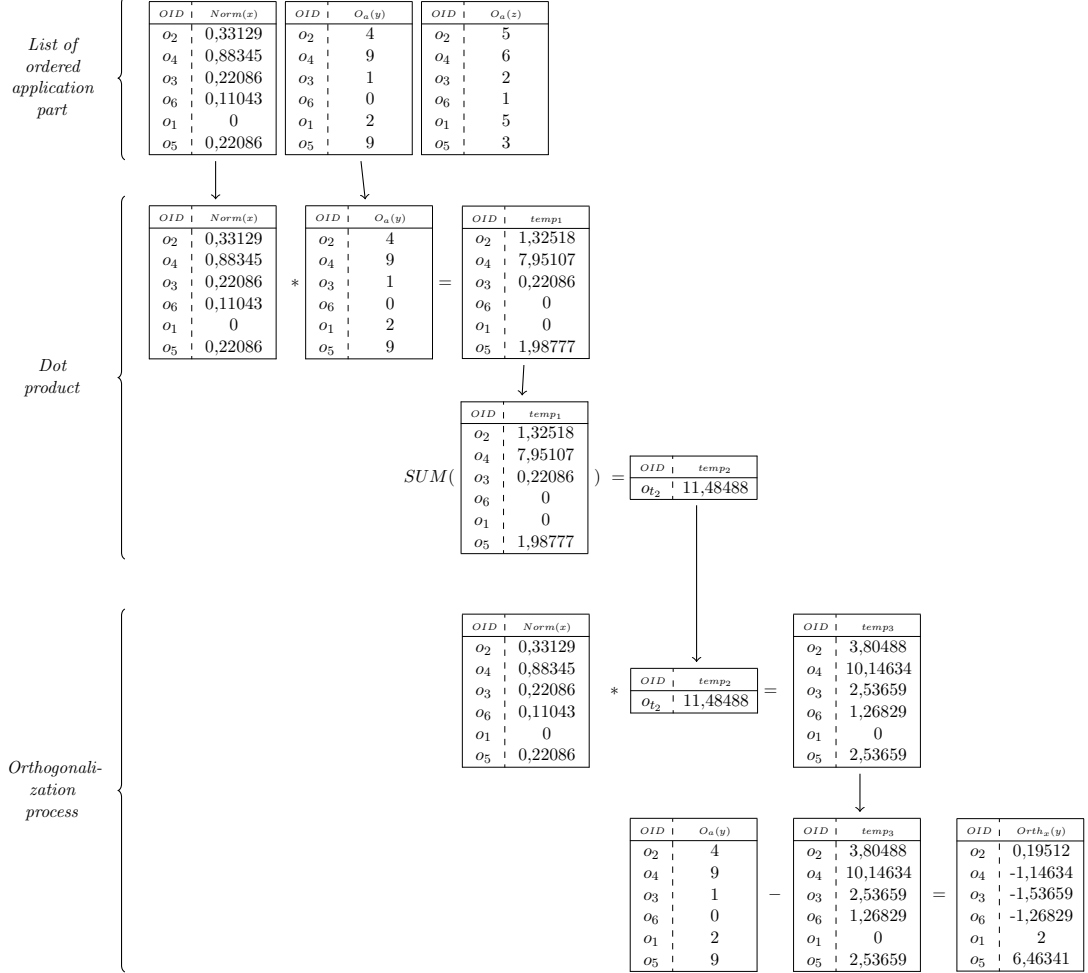 OID Norm(x) OID Oₐ(y) OID Oₐ(z)
o₂ 0,33129 o₂ 4 o₂ 5
o₄ 0,88345 o₄ 9 o₄ 6
o₃ 0,22086 o₃ 1 o₃ 2
o₆ 0,11043 o₆ 0 o₆ 1
o₁ 0 o₁ 2 o₁ 5
o₅ 0,22086 o₅ 9 o₅ 3
List of
ordered
application
part
OID Norm(x) OID Oₐ(y) OID temp₁
o₂ 0,33129 o₂ 4 o₂ 1,32518
o₄ 0,88345 o₄ 9 o₄ 7,95107
o₃ 0,22086 * o₃ 1 = o₃ 0,22086
o₆ 0,11043 o₆ 0 o₆ 0
o₁ 0 o₁ 2 o₁ 0
o₅ 0,22086 o₅ 9 o₅ 1,98777
Dot
product
OID temp₁
o₂ 1,32518
o₄ 7,95107
SUM( o₃ 0,22086 ) =
o₆ 0
o₁ 0
o₅ 1,98777
OID temp₂
oₜ₂ 11,48488
OID Norm(x)
o₂ 0,33129
o₄ 0,88345
o₃ 0,22086 *
o₆ 0,11043
o₁ 0
o₅ 0,22086
OID temp₂
oₜ₂ 11,48488 =
OID temp₃
o₂ 3,80488
o₄ 10,14634
o₃ 2,53659
o₆ 1,26829
o₁ 0
o₅ 2,53659
Orthogonali-
zation
process
OID Oₐ(y) OID temp₃ OID Orthₓ(y)
o₂ 4 o₂ 3,80488 o₂ 0,19512
o₄ 9 o₄ 10,14634 o₄ -1,14634
o₃ 1 − o₃ 2,53659 = o₃ -1,53659
o₆ 0 o₆ 1,26829 o₆ -1,26829
o₁ 2 o₁ 0 o₁ 2
o₅ 9 o₅ 2,53659 o₅ 6,46341